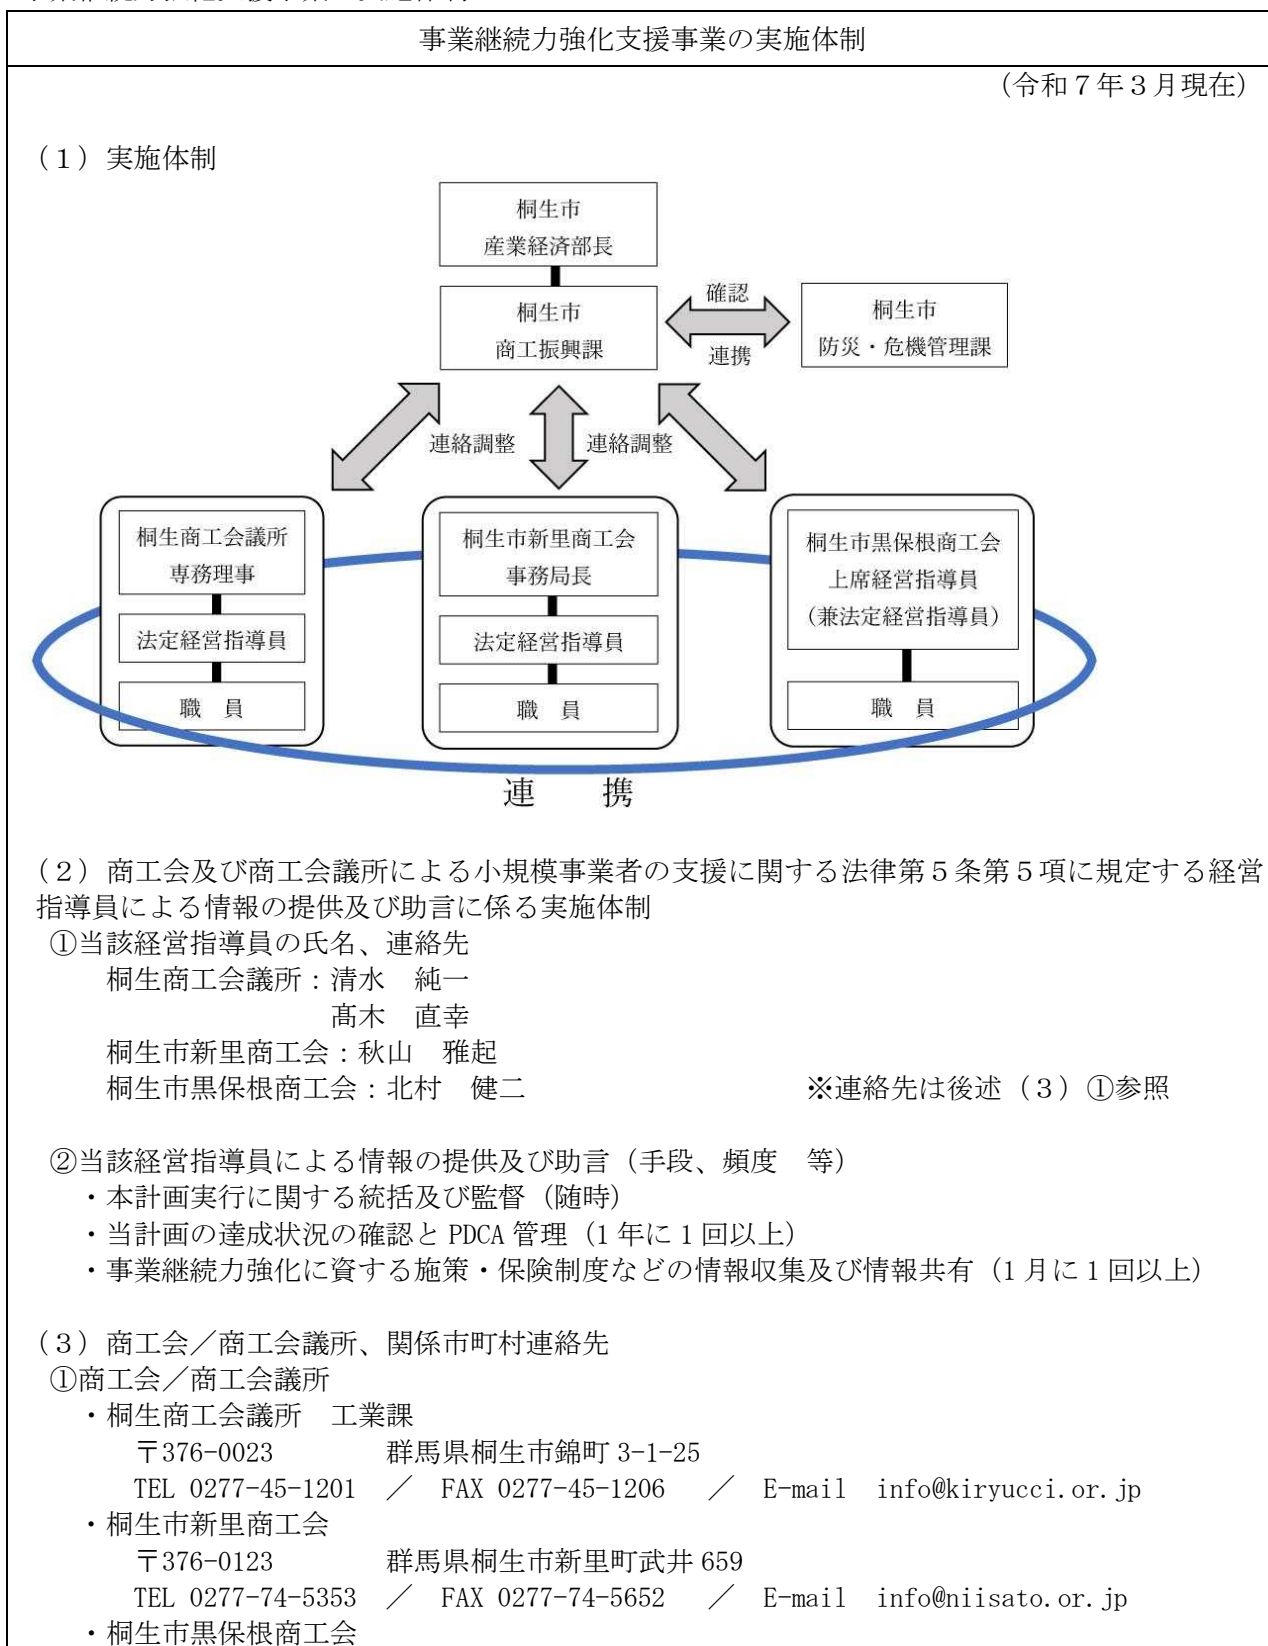 事業継続力強化支援事業の実施体制
（令和７年３月現在）
（１）実施体制
桐生市
産業経済部長
桐生市
商工振興課
確認
連携
桐生市
防災・危機管理課
連絡調整
連絡調整
桐生商工会議所
専務理事
法定経営指導員
職　員
桐生市新里商工会
事務局長
法定経営指導員
職　員
桐生市黒保根商工会
上席経営指導員
（兼法定経営指導員）
職　員
連　携
（２）商工会及び商工会議所による小規模事業者の支援に関する法律第５条第５項に規定する経営
指導員による情報の提供及び助言に係る実施体制
①当該経営指導員の氏名、連絡先
桐生商工会議所：清水　純一
髙木　直幸
桐生市新里商工会：秋山　雅起
桐生市黒保根商工会：北村　健二　※連絡先は後述（３）①参照
②当該経営指導員による情報の提供及び助言（手段、頻度　等）
・本計画実行に関する統括及び監督（随時）
・当計画の達成状況の確認と PDCA 管理（1 年に 1 回以上）
・事業継続力強化に資する施策・保険制度などの情報収集及び情報共有（1 月に 1 回以上）
（３）商工会／商工会議所、関係市町村連絡先
①商工会／商工会議所
・桐生商工会議所　工業課
〒376-0023　群馬県桐生市錦町 3-1-25
TEL 0277-45-1201　／　FAX 0277-45-1206　／　E-mail　info@kiryucci.or.jp
・桐生市新里商工会
〒376-0123　群馬県桐生市新里町武井 659
TEL 0277-74-5353　／　FAX 0277-74-5652　／　E-mail　info@niisato.or.jp
・桐生市黒保根商工会